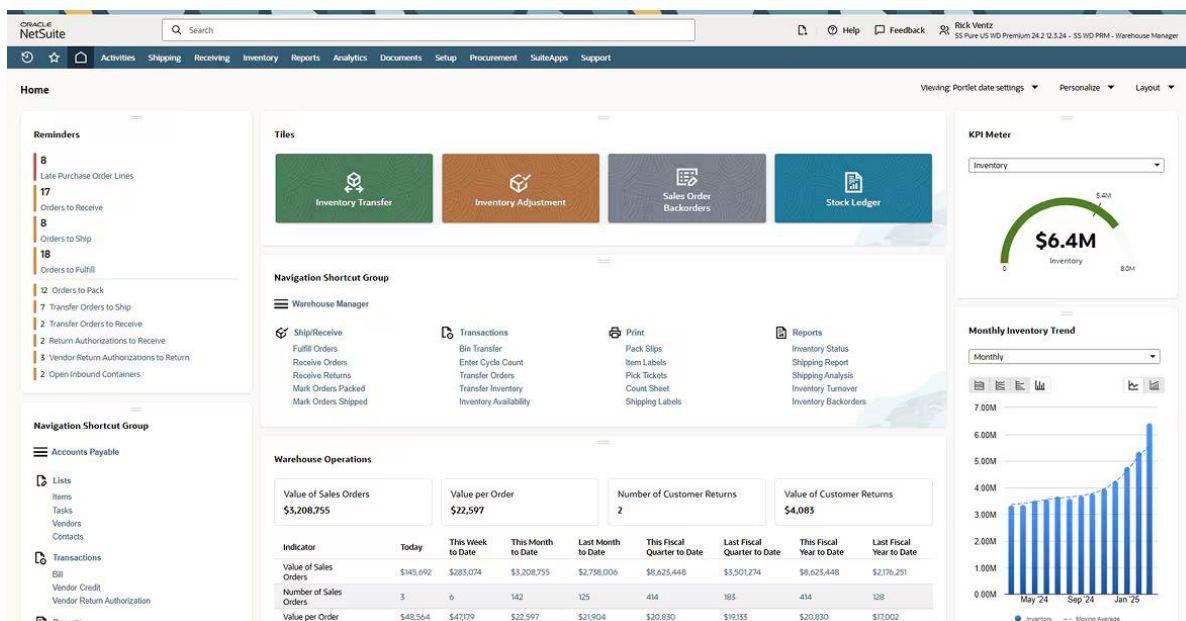 ORACLE
NetSuite
Search
Help
Feedback
Rick Ventz
SS Pure US WD Premium 24.2 12.3.24 - SS WD PRM - Warehouse Manager
Activities Shipping Receiving Inventory Reports Analytics Documents Setup Procurement SuiteApps Support
Home
Viewing: Portlet date settings
Personalize
Layout
Reminders
8
Late Purchase Order Lines
17
Orders to Receive
8
Orders to Ship
18
Orders to Fulfill
12 Orders to Pack
7 Transfer Orders to Ship
2 Transfer Orders to Receive
2 Return Authorizations to Receive
3 Vendor Return Authorizations to Return
2 Open Inbound Containers
Navigation Shortcut Group
Accounts Payable
Lists
Items
Tasks
Vendors
Contacts
Transactions
Bill
Vendor Credit
Vendor Return Authorization
Tiles
Inventory Transfer
Inventory Adjustment
Sales Order
Backorders
Stock Ledger
Navigation Shortcut Group
Warehouse Manager
Ship/Receive
Fulfill Orders
Receive Orders
Receive Returns
Mark Orders Packed
Mark Orders Shipped
Transactions
Bin Transfer
Enter Cycle Count
Transfer Orders
Transfer Inventory
Inventory Availability
Print
Pack Slips
Item Labels
Pick Tickets
Count Sheet
Shipping Labels
Reports
Inventory Status
Shipping Report
Shipping Analysis
Inventory Turnover
Inventory Backorders
Warehouse Operations
Value of Sales Orders
$3,208,755
Value per Order
$22,597
Number of Customer Returns
2
Value of Customer Returns
$4,083
Indicator Today This Week to Date This Month to Date Last Month to Date This Fiscal Quarter to Date Last Fiscal Quarter to Date This Fiscal Year to Date Last Fiscal Year to Date
Value of Sales Orders $145,692 $283,074 $3,208,755 $2,738,006 $8,623,448 $3,501,274 $8,623,448 $2,176,251
Number of Sales Orders 3 6 142 125 414 183 414 128
Value per Order $48,564 $47,179 $22,597 $21,904 $20,830 $19,133 $20,830 $17,002
KPI Meter
Inventory
5.4M
$6.4M
Inventory
0
8.0M
Monthly Inventory Trend
Monthly
7.00M
6.00M
5.00M
4.00M
3.00M
2.00M
1.00M
0.00M
May '24 Sep '24 Jan '25
Inventory Moving Average